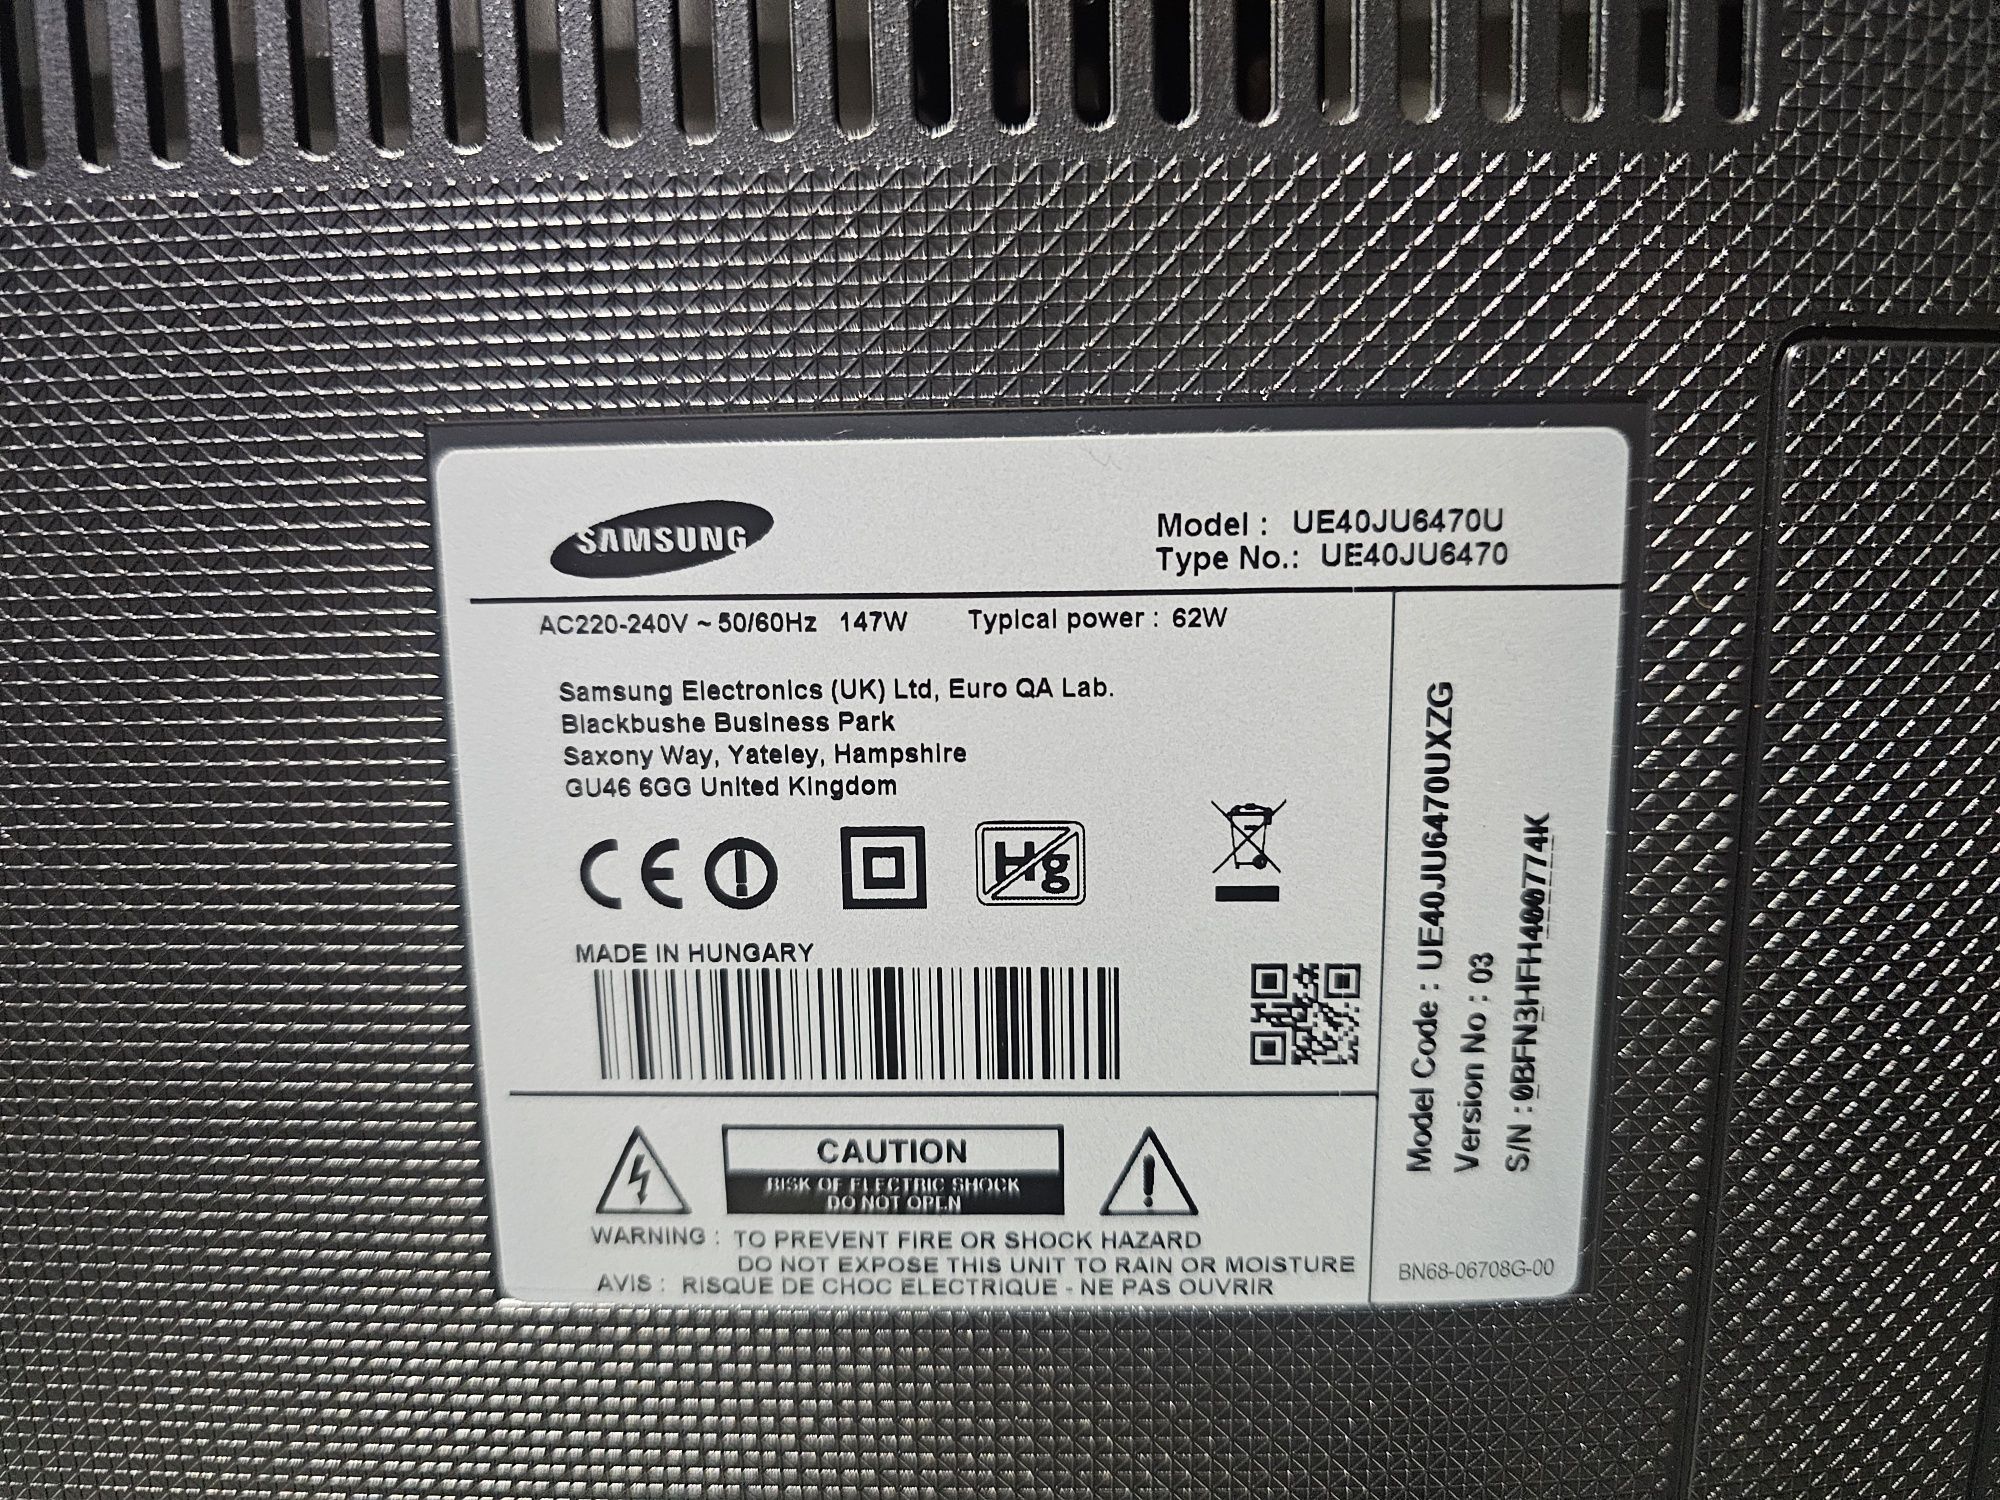 SAMSUNG
Model : UE40JU6470U
Type No.: UE40JU6470
AC220-240V ~ 50/60Hz 147W Typical power : 62W
Samsung Electronics (UK) Ltd, Euro QA Lab.
Blackbushe Business Park
Saxony Way, Yateley, Hampshire
GU46 6GG United Kingdom
CE
Hg
MADE IN HUNGARY
CAUTION
RISK OF ELECTRIC SHOCK
DO NOT OPEN
WARNING : TO PREVENT FIRE OR SHOCK HAZARD
DO NOT EXPOSE THIS UNIT TO RAIN OR MOISTURE
AVIS : RISQUE DE CHOC ELECTRIQUE - NE PAS OUVRIR
Model Code : UE40JU6470UXZG
Version No : 03
S/N : 0BFN3HFH400774K
BN68-06708G-00